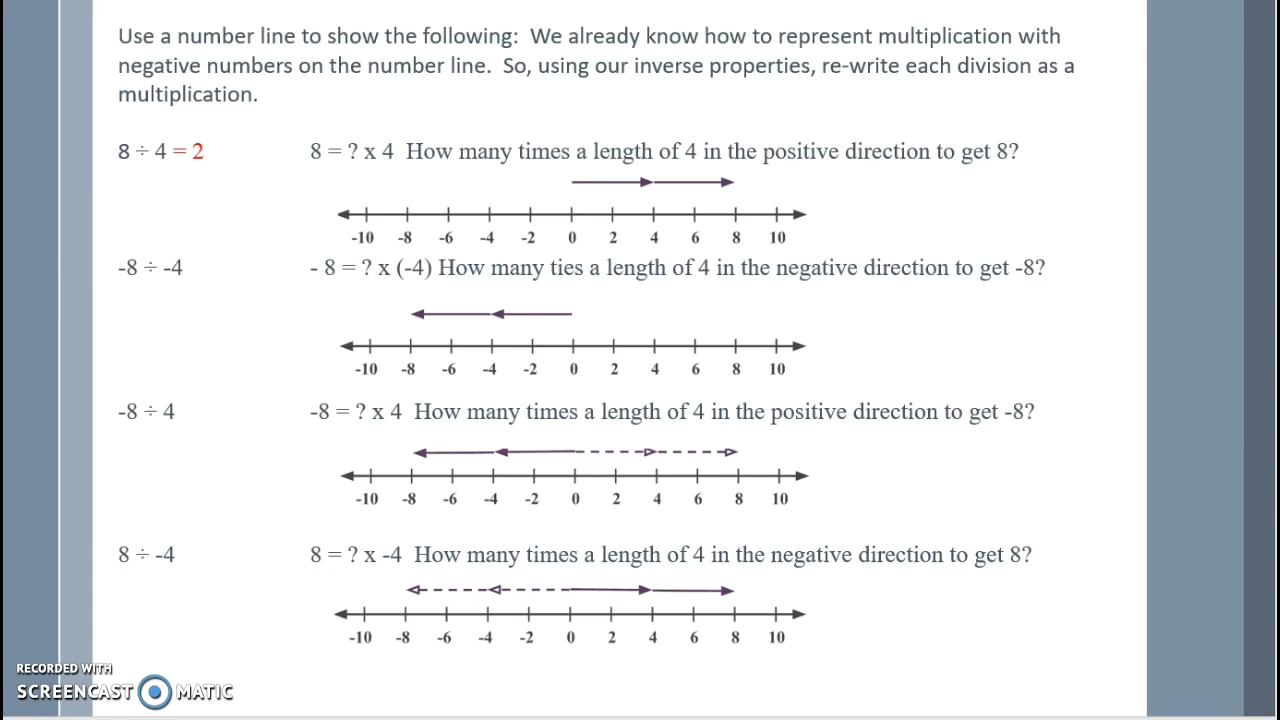 Use a number line to show the following:  We already know how to represent multiplication with
negative numbers on the number line.  So, using our inverse properties, re-write each division as a
multiplication.
8 ÷ 4 = 2    8 = ? x 4  How many times a length of 4 in the positive direction to get 8?
-10 -8 -6 -4 -2 0 2 4 6 8 10
-8 ÷ -4    - 8 = ? x (-4) How many ties a length of 4 in the negative direction to get -8?
-10 -8 -6 -4 -2 0 2 4 6 8 10
-8 ÷ 4    -8 = ? x 4  How many times a length of 4 in the positive direction to get -8?
-10 -8 -6 -4 -2 0 2 4 6 8 10
8 ÷ -4    8 = ? x -4  How many times a length of 4 in the negative direction to get 8?
-10 -8 -6 -4 -2 0 2 4 6 8 10
RECORDED WITH
SCREENCAST MATIC